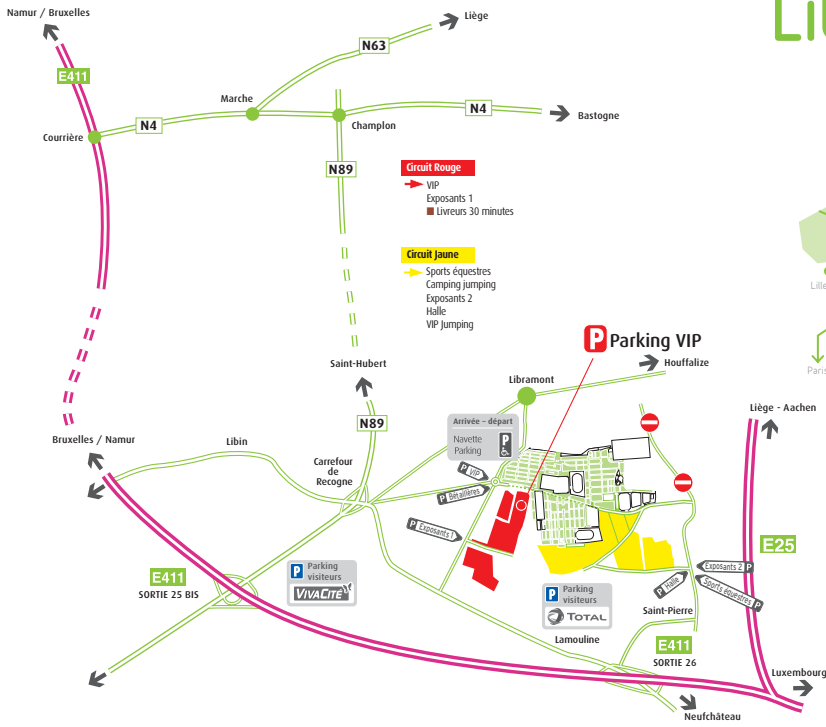 Namur / Bruxelles
Liège
N63
E411
Marche
N4
N4
Bastogne
Courrière
Champlon
N89
Circuit Rouge
VIP
Exposants 1
Livreurs 30 minutes
Circuit Jaune
Sports équestres
Camping jumping
Exposants 2
Halle
VIP Jumping
Lille
P Parking VIP
Houffalize
Saint-Hubert
Paris
Libramont
Liège - Aachen
N89
Arrivée – départ
Navette
Parking
P
Bruxelles / Namur
Libin
Carrefour
de
Recogne
P VIP
P Bétaillères
Exposants 1
E25
Exposants 2 P
P Halle
Sports équestres P
E411
SORTIE 25 BIS
P Parking
visiteurs
VIVACITÉ
P Parking
visiteurs
TOTAL
Saint-Pierre
Lamouline
E411
SORTIE 26
Luxembourg
Neufchâteau